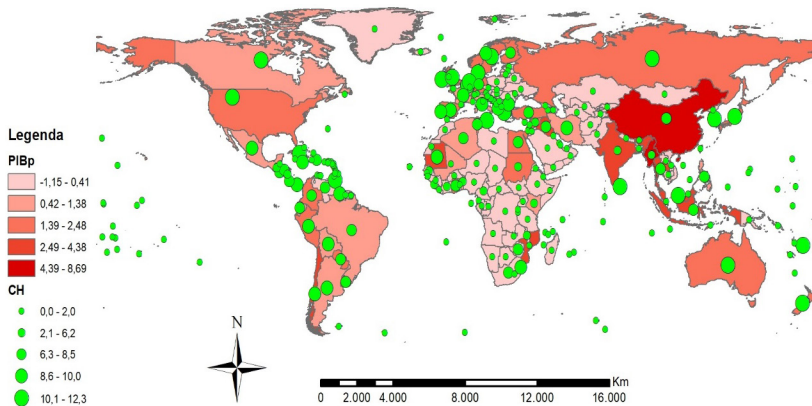 Legenda
PIBp
-1,15 - 0,41
0,42 - 1,38
1,39 - 2,48
2,49 - 4,38
4,39 - 8,69
CH
0,0 - 2,0
2,1 - 6,2
6,3 - 8,5
8,6 - 10,0
10,1 - 12,3
N
Km
0 2.000 4.000 8.000 12.000 16.000